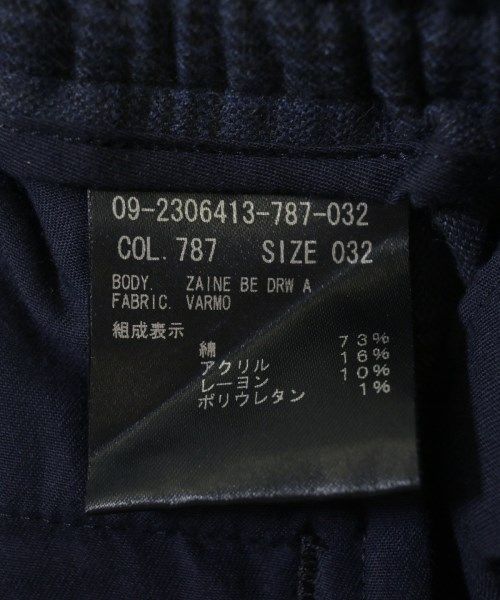 09-2306413-787-032
COL. 787 SIZE 032
BODY. ZAINE BE DRW A
FABRIC. VARMO
組成表示
綿 73%
アクリル 16%
レーヨン 10%
ポリウレタン 1%